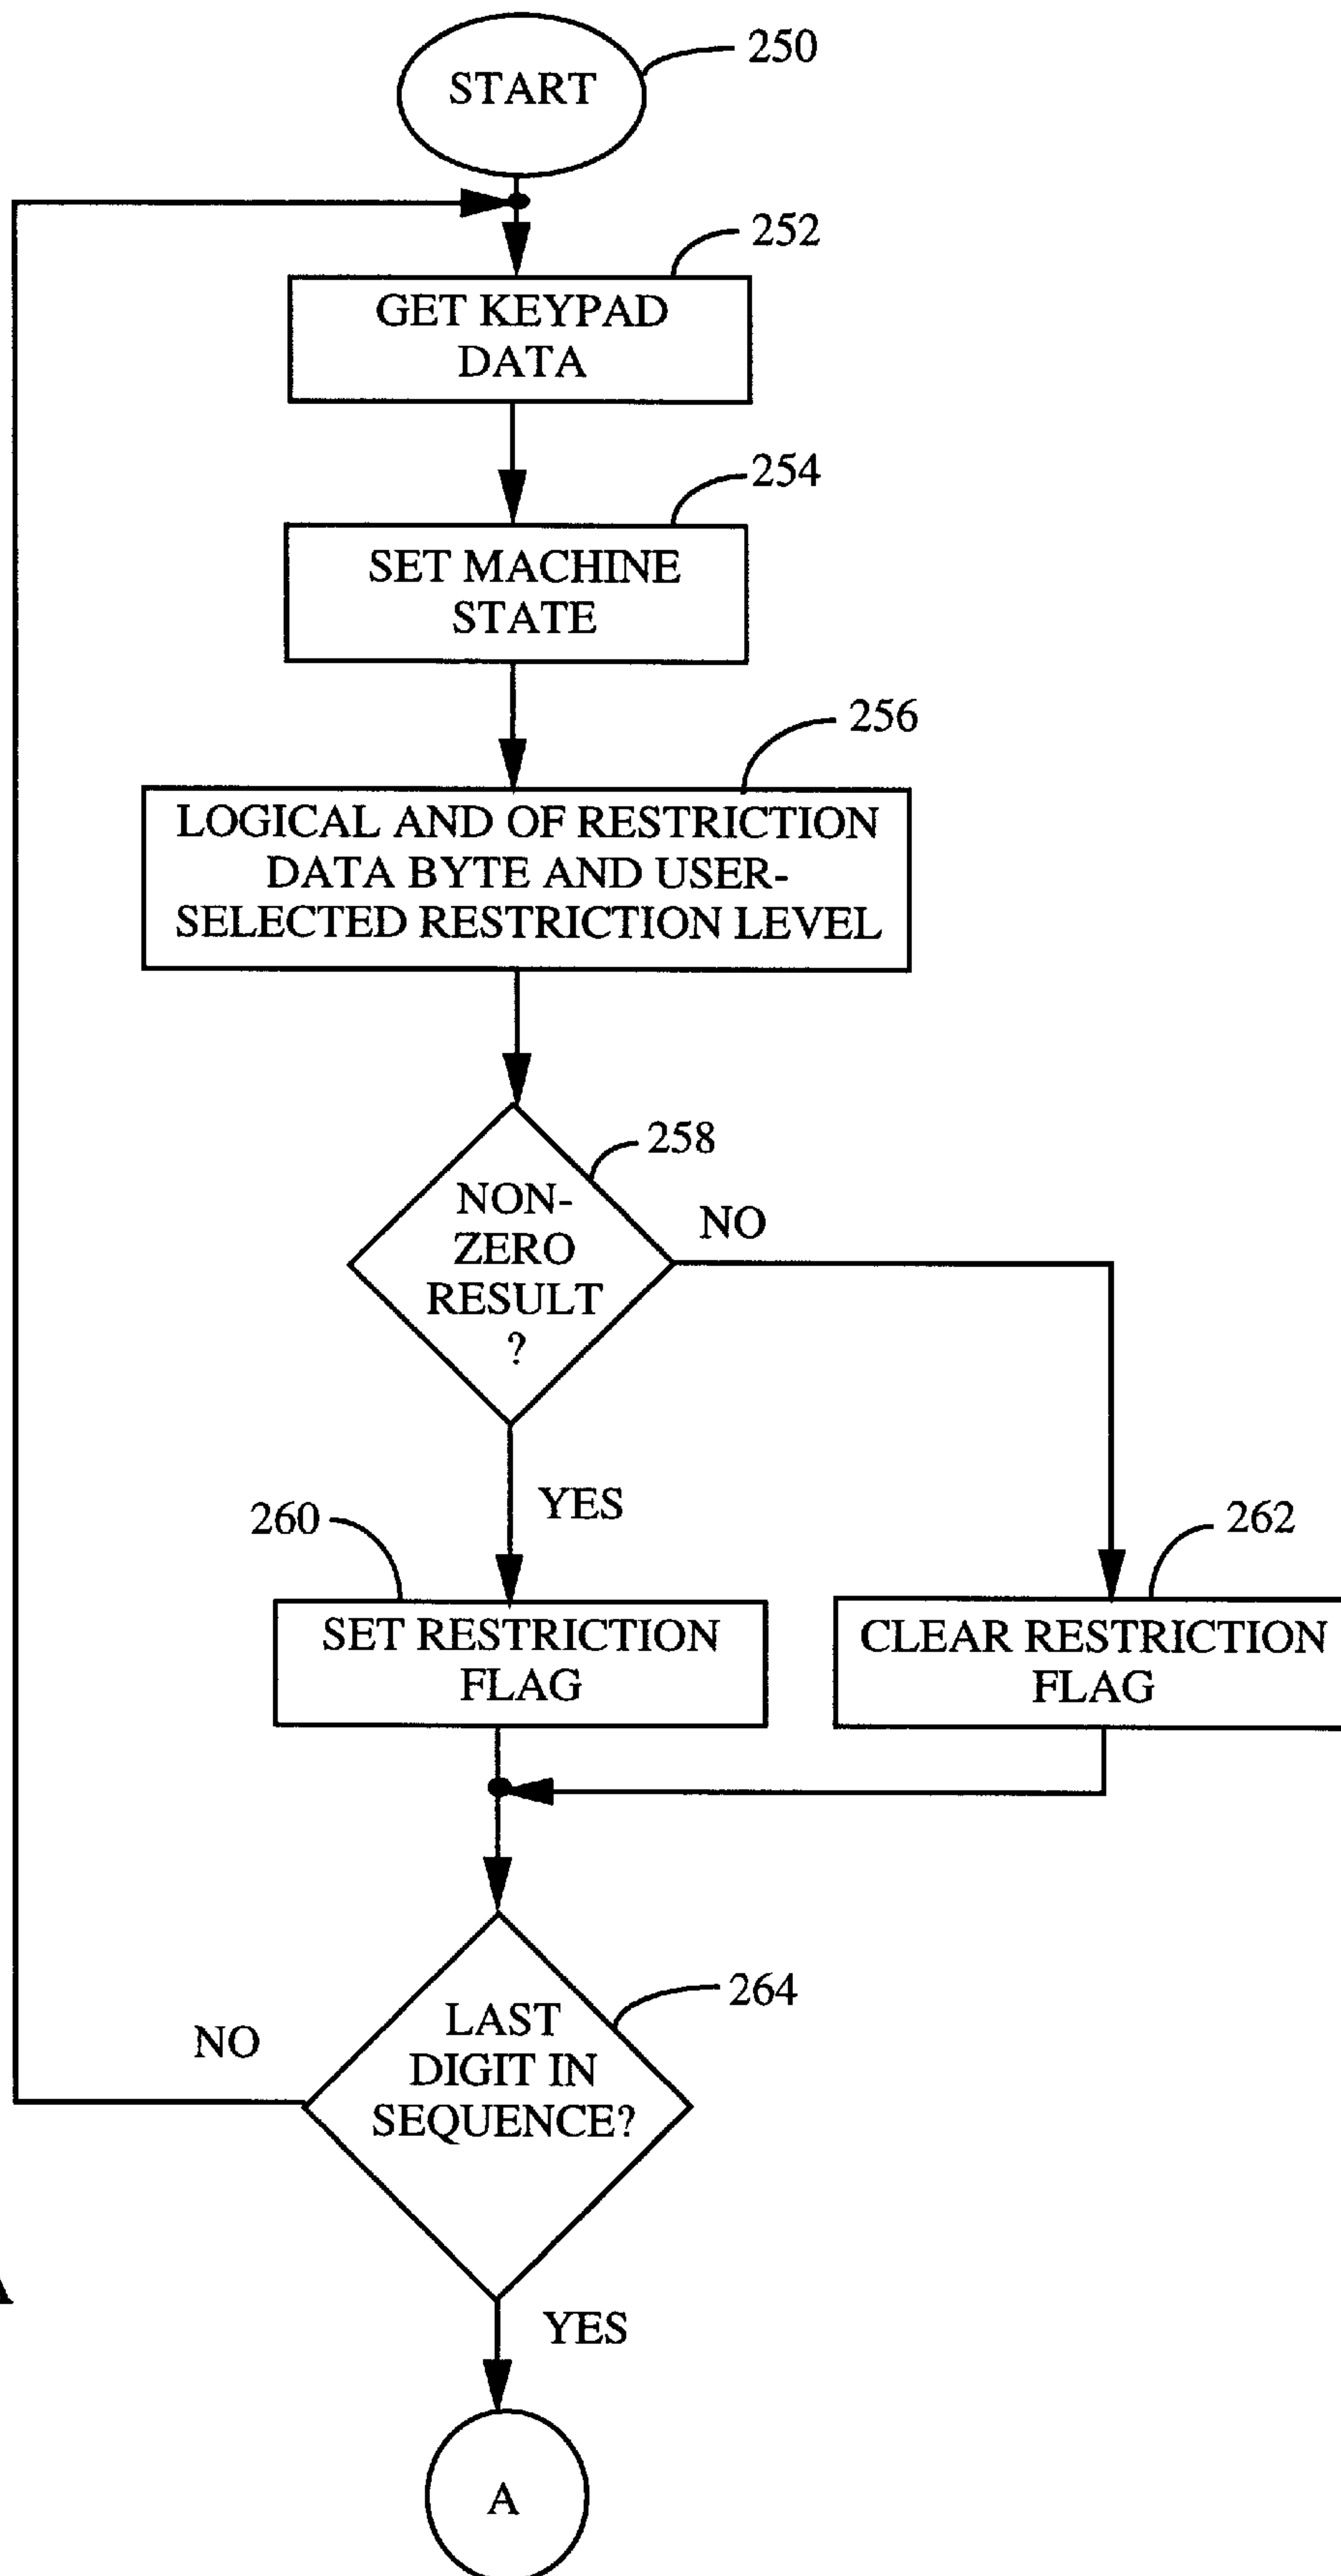 START
250
252
GET KEYPAD
DATA
254
SET MACHINE
STATE
256
LOGICAL AND OF RESTRICTION
DATA BYTE AND USER-
SELECTED RESTRICTION LEVEL
258
NON-
ZERO
RESULT
?
NO
YES
260
262
SET RESTRICTION
FLAG
CLEAR RESTRICTION
FLAG
264
LAST
DIGIT IN
SEQUENCE?
NO
YES
A